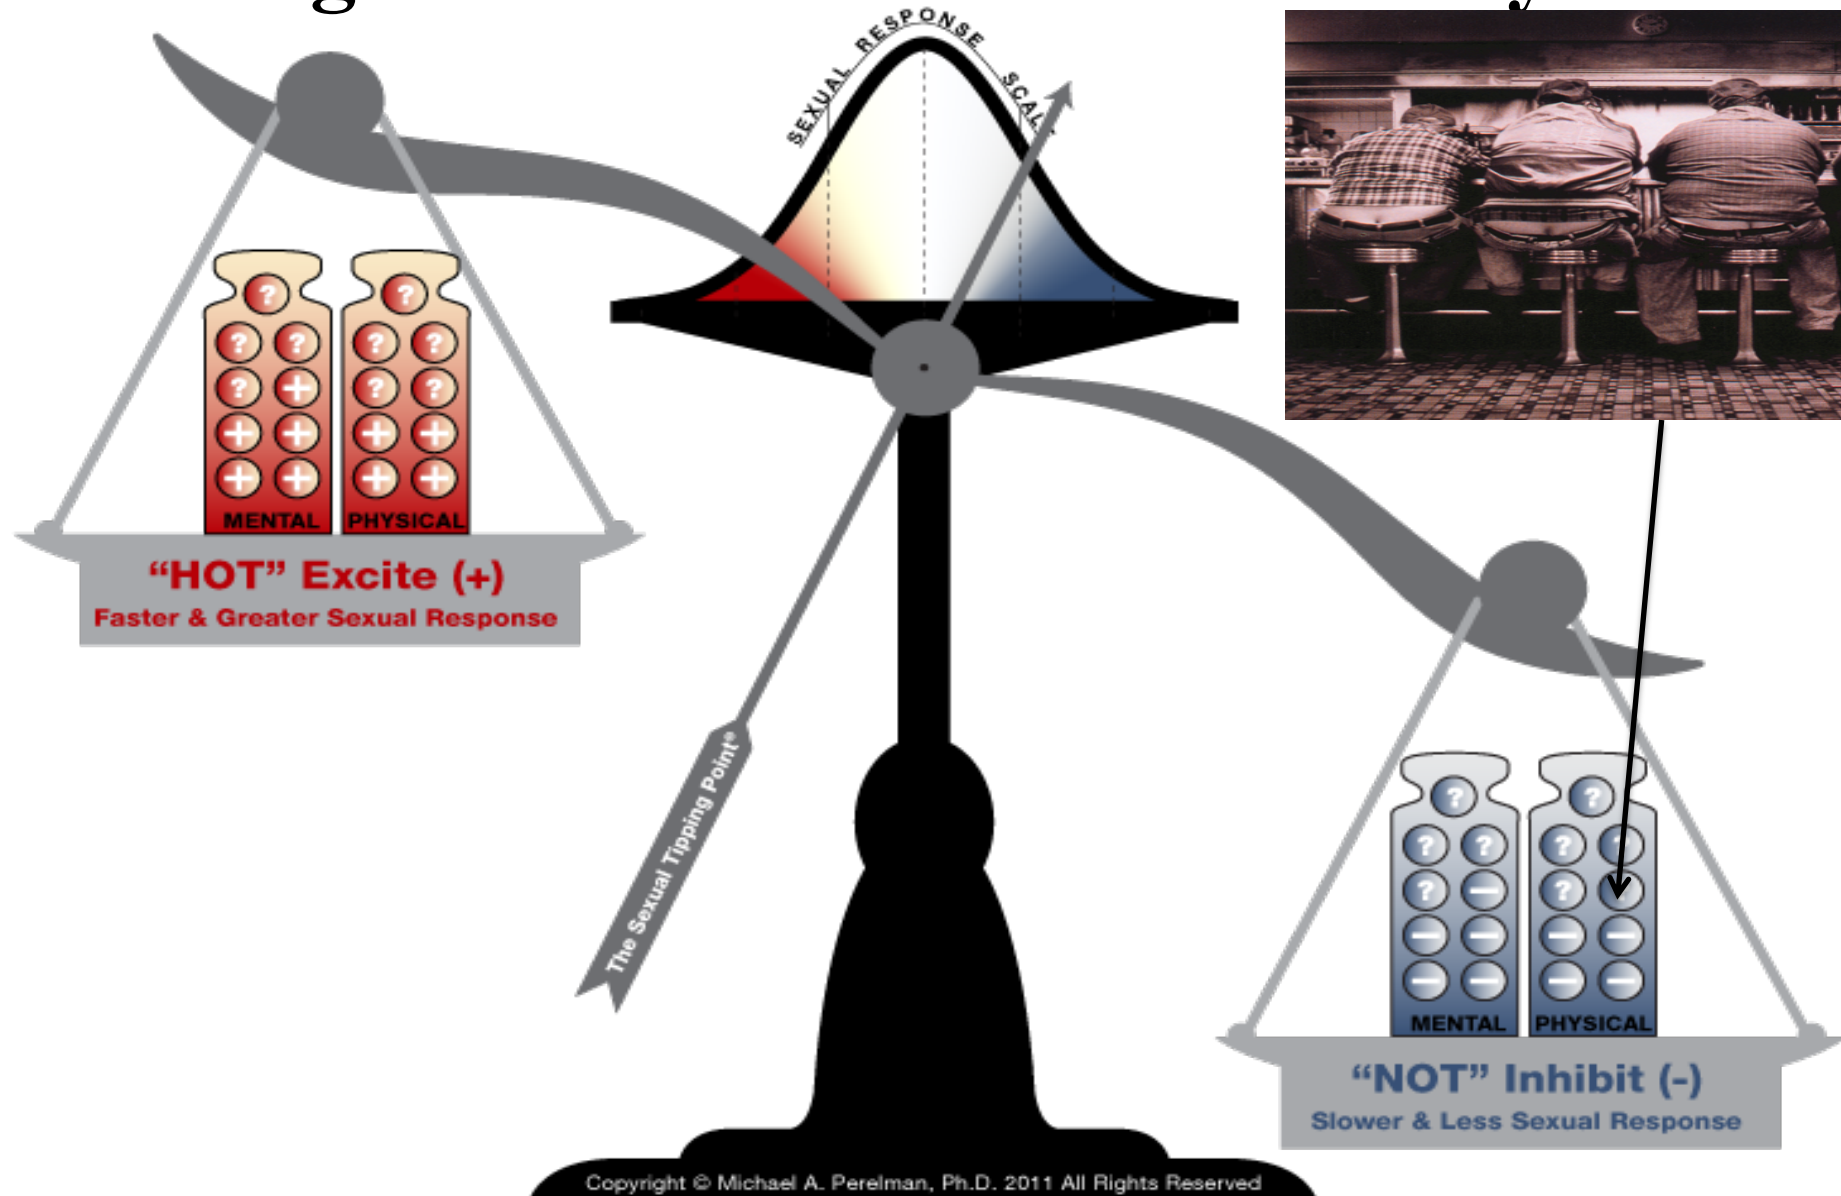 SEXUAL RESPONSE SCALE
MENTAL PHYSICAL
“HOT” Excite (+)
Faster & Greater Sexual Response
The Sexual Tipping Point®
MENTAL PHYSICAL
“NOT” Inhibit (-)
Slower & Less Sexual Response
Copyright © Michael A. Perelman, Ph.D. 2011 All Rights Reserved